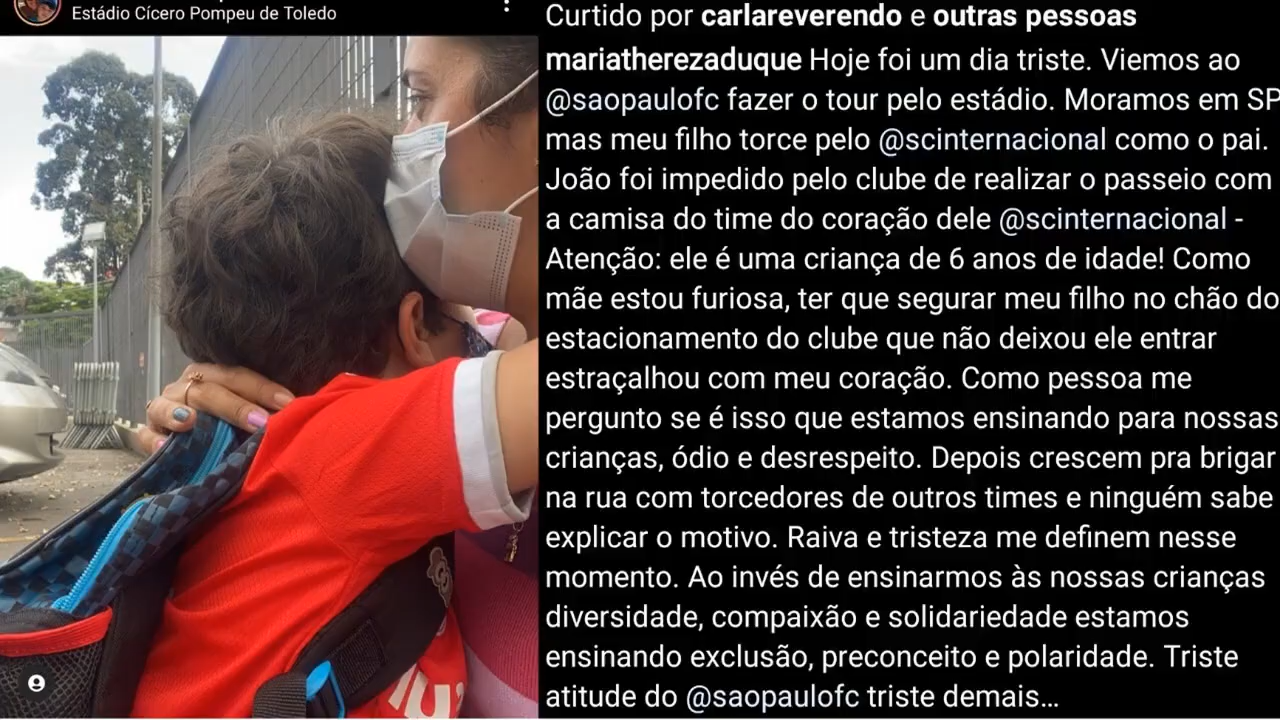 Estádio Cícero Pompeu de Toledo
Curtido por carlareverendo e outras pessoas
mariatherezaduque Hoje foi um dia triste. Viemos ao
@saopaulofc fazer o tour pelo estádio. Moramos em SP
mas meu filho torce pelo @scinternacional como o pai.
João foi impedido pelo clube de realizar o passeio com
a camisa do time do coração dele @scinternacional -
Atenção: ele é uma criança de 6 anos de idade! Como
mãe estou furiosa, ter que segurar meu filho no chão do
estacionamento do clube que não deixou ele entrar
estraçalhou com meu coração. Como pessoa me
pergunto se é isso que estamos ensinando para nossas
crianças, ódio e desrespeito. Depois crescem pra brigar
na rua com torcedores de outros times e ninguém sabe
explicar o motivo. Raiva e tristeza me definem nesse
momento. Ao invés de ensinarmos às nossas crianças
diversidade, compaixão e solidariedade estamos
ensinando exclusão, preconceito e polaridade. Triste
atitude do @saopaulofc triste demais...